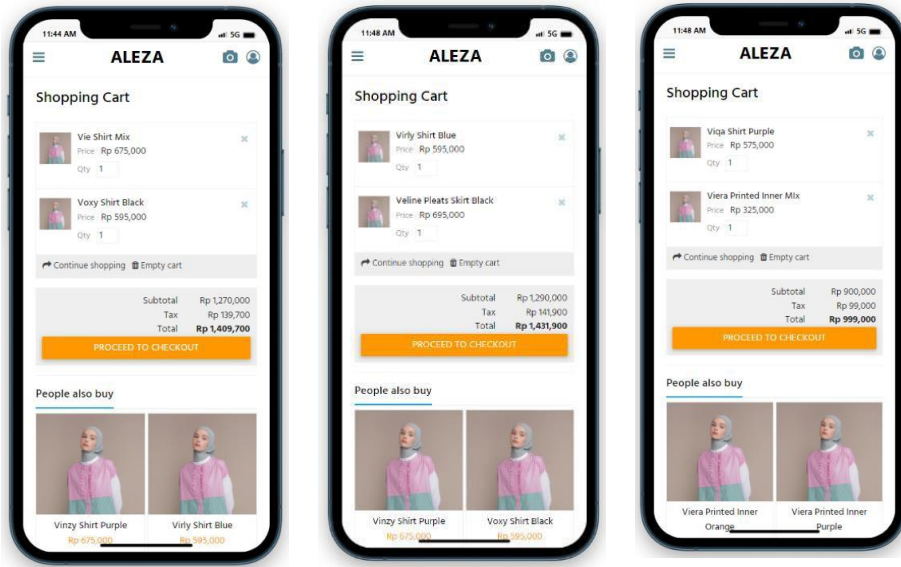 11:44 AM
5G
ALEZA
Shopping Cart
Vie Shirt Mix
Price Rp 675,000
Qty 1
Voxy Shirt Black
Price Rp 595,000
Qty 1
Continue shopping Empty cart
Subtotal Rp 1,270,000
Tax Rp 139,700
Total Rp 1,409,700
PROCEED TO CHECKOUT
People also buy
Vinzy Shirt Purple
Rp 675,000
Virly Shirt Blue
Rp 595,000
11:48 AM
5G
ALEZA
Shopping Cart
Virly Shirt Blue
Price Rp 595,000
Qty 1
Veline Pleats Skirt Black
Price Rp 695,000
Qty 1
Continue shopping Empty cart
Subtotal Rp 1,290,000
Tax Rp 141,900
Total Rp 1,431,900
PROCEED TO CHECKOUT
People also buy
Vinzy Shirt Purple
Rp 675,000
Voxy Shirt Black
Rp 595,000
11:48 AM
5G
ALEZA
Shopping Cart
Viqa Shirt Purple
Price Rp 575,000
Qty 1
Viera Printed Inner MIx
Price Rp 325,000
Qty 1
Continue shopping Empty cart
Subtotal Rp 900,000
Tax Rp 99,000
Total Rp 999,000
PROCEED TO CHECKOUT
People also buy
Viera Printed Inner
Orange
Viera Printed Inner
Purple